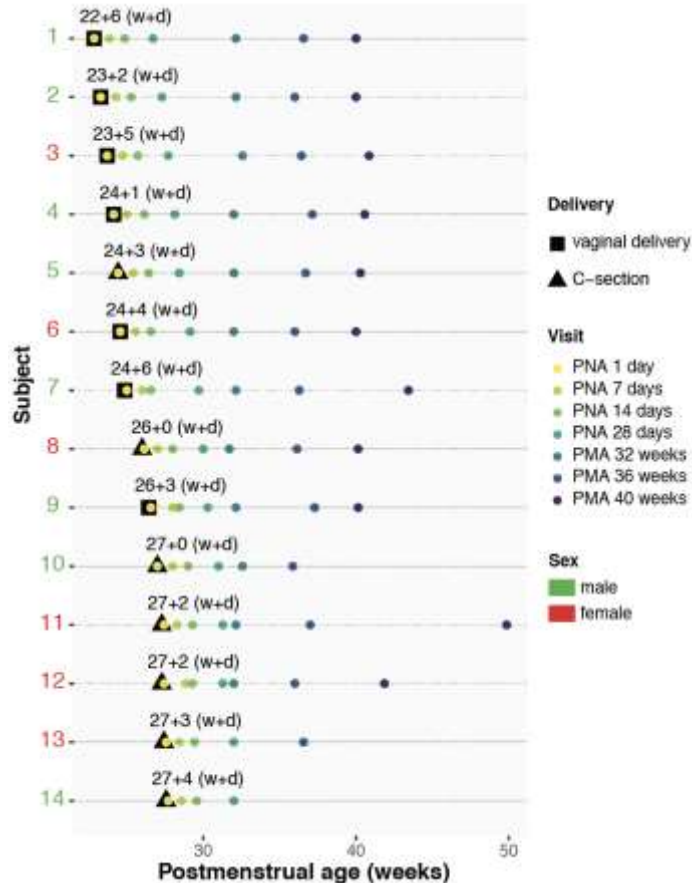 22+6 (w+d)
1
23+2 (w+d)
2
23+5 (w+d)
3
24+1 (w+d)
4
24+3 (w+d)
5
24+4 (w+d)
6
24+6 (w+d)
7
26+0 (w+d)
8
26+3 (w+d)
9
27+0 (w+d)
10
27+2 (w+d)
11
27+2 (w+d)
12
27+3 (w+d)
13
27+4 (w+d)
14
Subject
30 40 50
Postmenstrual age (weeks)
Delivery
vaginal delivery
C-section
Visit
PNA 1 day
PNA 7 days
PNA 14 days
PNA 28 days
PMA 32 weeks
PMA 36 weeks
PMA 40 weeks
Sex
male
female